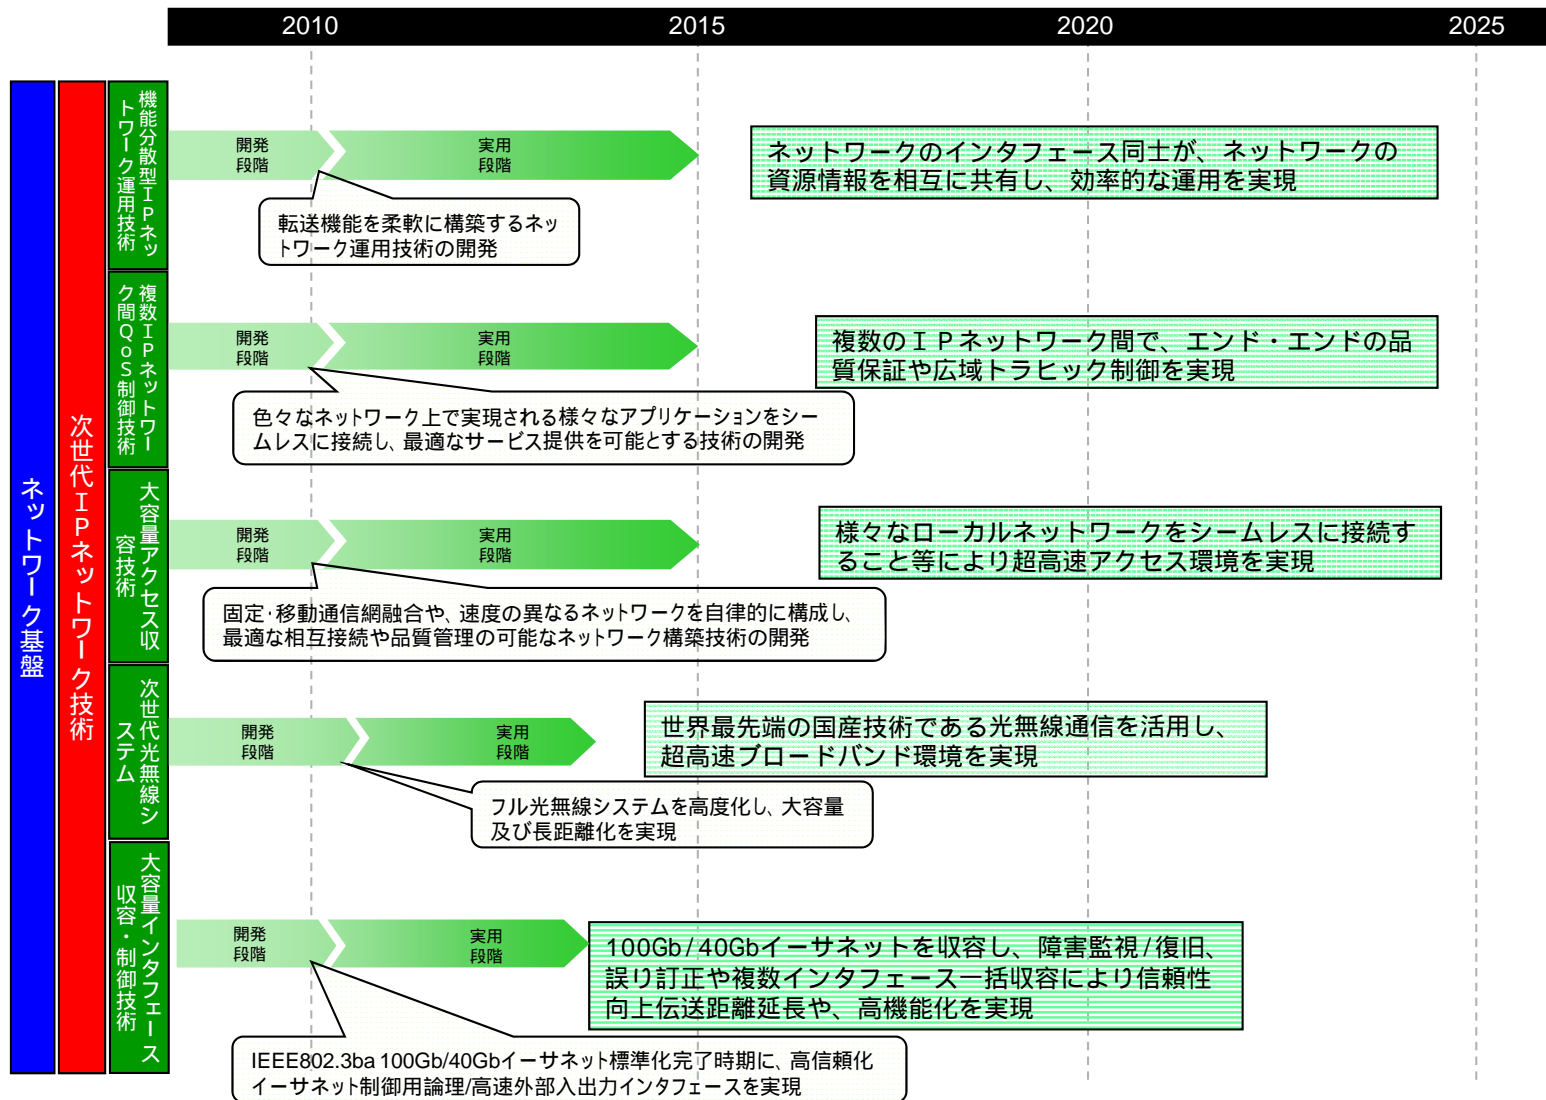 2010
2015
2020
2025
ネットワーク基盤
次世代ＩＰネットワーク技術
機能分散型ＩＰネッ
トワーク運用技術
開発
段階
実用
段階
転送機能を柔軟に構築するネッ
トワーク運用技術の開発
ネットワークのインタフェース同士が、ネットワークの
資源情報を相互に共有し、効率的な運用を実現
複数ＩＰネットワー
ク間ＱｏＳ制御技術
開発
段階
実用
段階
色々なネットワーク上で実現される様々なアプリケーションをシー
ムレスに接続し、最適なサービス提供を可能とする技術の開発
複数のＩＰネットワーク間で、エンド・エンドの品
質保証や広域トラヒック制御を実現
大容量アクセス収
容技術
開発
段階
実用
段階
固定・移動通信網融合や、速度の異なるネットワークを自律的に構成し、
最適な相互接続や品質管理の可能なネットワーク構築技術の開発
様々なローカルネットワークをシームレスに接続す
ること等により超高速アクセス環境を実現
次世代光無線シ
ステム
開発
段階
実用
段階
フル光無線システムを高度化し、大容量
及び長距離化を実現
世界最先端の国産技術である光無線通信を活用し、
超高速ブロードバンド環境を実現
大容量インタフェース
収容・制御技術
開発
段階
実用
段階
IEEE802.3ba 100Gb/40Gbイーサネット標準化完了時期に、高信頼化
イーサネット制御用論理/高速外部入出力インタフェースを実現
100Gb/40Gbイーサネットを収容し、障害監視/復旧、
誤り訂正や複数インタフェース一括収容により信頼性
向上伝送距離延長や、高機能化を実現